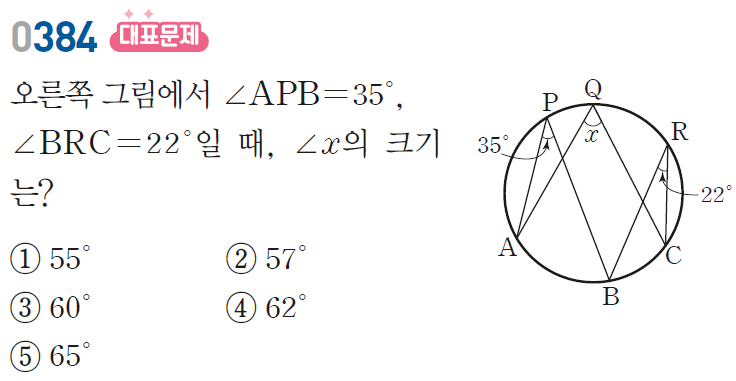 0384 대표문제
오른쪽 그림에서 ∠APB=35°,
∠BRC=22°일 때, ∠x의 크기
는?
① 55° ② 57°
③ 60° ④ 62°
⑤ 65°
P Q R
35° x 22°
A B C